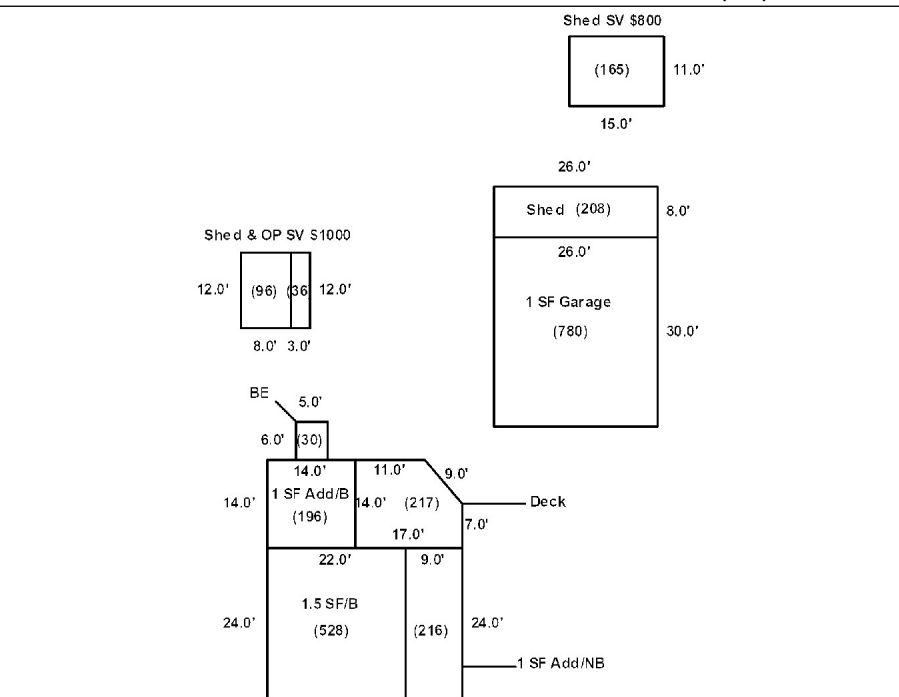 Shed SV $800
(165) 11.0'
15.0'
26.0'
Shed (208) 8.0'
26.0'
1 SF Garage
(780) 30.0'
Shed & OP SV $1000
12.0' (96) (36) 12.0'
8.0' 3.0'
BE
5.0'
6.0' (30)
14.0' 11.0' 9.0'
14.0' 1 SF Add/B 14.0' (217) Deck
(196)
7.0'
17.0'
22.0' 9.0'
1.5 SF/B
24.0' (528) (216) 24.0'
1 SF Add/NB